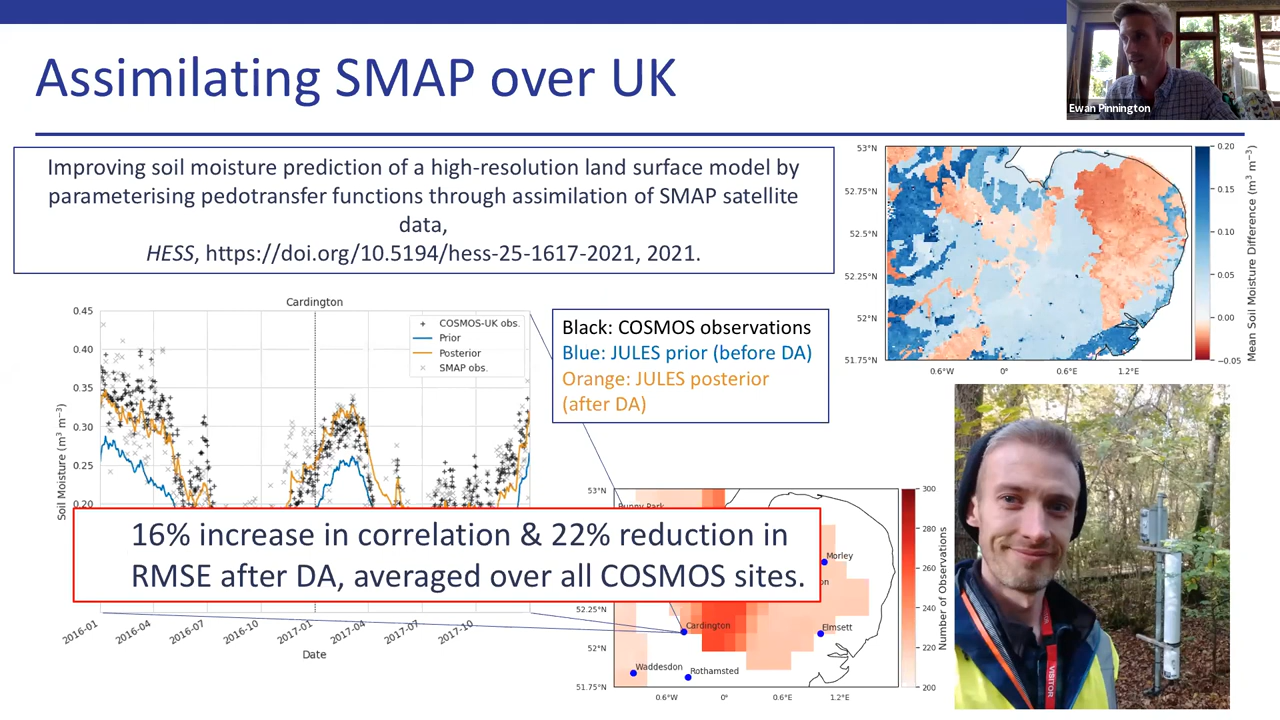 Assimilating SMAP over UK
Ewan Pinnington
Improving soil moisture prediction of a high-resolution land surface model by
parameterising pedotransfer functions through assimilation of SMAP satellite
data,
HESS, https://doi.org/10.5194/hess-25-1617-2021, 2021.
53°N
52.75°N
52.5°N
52.25°N
52°N
51.75°N
0.6°W
0°
0.6°E
1.2°E
0.20
0.15
0.10
0.05
0.00
−0.05
Mean Soil Moisture Difference (m³ m⁻³)
Cardington
0.45
0.40
0.35
0.30
0.25
0.20
Soil Moisture (m³ m⁻³)
COSMOS-UK obs.
Prior
Posterior
SMAP obs.
2016-01
2016-04
2016-07
2016-10
2017-01
2017-04
2017-07
2017-10
Date
Black: COSMOS observations
Blue: JULES prior (before DA)
Orange: JULES posterior
(after DA)
16% increase in correlation & 22% reduction in
RMSE after DA, averaged over all COSMOS sites.
53°N
52.25°N
52°N
51.75°N
0.6°W
0°
0.6°E
1.2°E
Morley
Cardington
Elmsett
Waddesdon
Rothamsted
300
280
260
240
220
200
Number of Observations
VISITOR